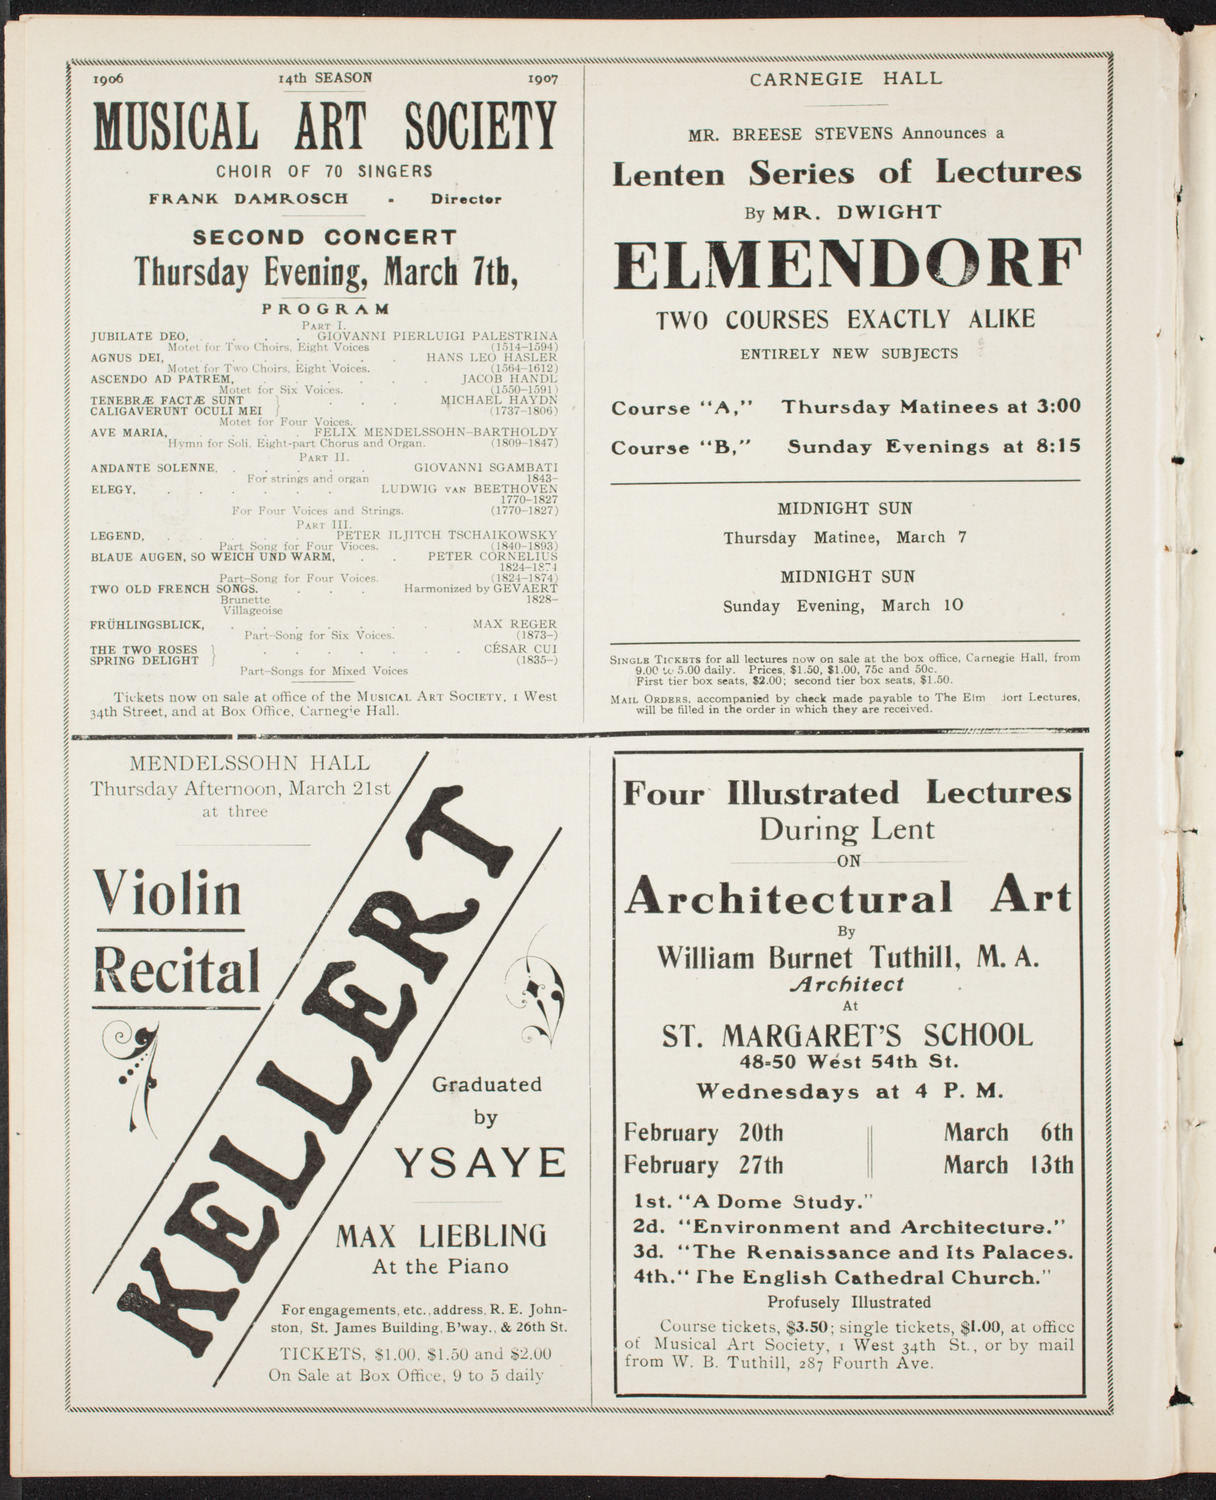 1906 14th SEASON 1907
MUSICAL ART SOCIETY
CHOIR OF 70 SINGERS
FRANK DAMROSCH - Director
SECOND CONCERT
Thursday Evening, March 7th,
PROGRAM
PART I.
JUBILATE DEO, . . . . GIOVANNI PIERLUIGI PALESTRINA
Motet for Two Choirs, Eight Voices (1514-1594)
AGNUS DEI, . . . . . . HANS LEO HASLER
Motet for Two Choirs, Eight Voices. (1564-1612)
ASCENDO AD PATREM, . . . . . JACOB HANDL
Motet for Six Voices. (1550-1591)
TENEBRÆ FACTÆ SUNT } . . . MICHAEL HAYDN
CALIGAVERUNT OCULI MEI } (1737-1806)
Motet for Four Voices.
AVE MARIA, . . . . FELIX MENDELSSOHN-BARTHOLDY
Hymn for Soli, Eight-part Chorus and Organ. (1809-1847)
PART II.
ANDANTE SOLENNE, . . . . . GIOVANNI SGAMBATI
For strings and organ 1843-
ELEGY, . . . . . . LUDWIG VAN BEETHOVEN
1770-1827
For Four Voices and Strings. (1770-1827)
PART III.
LEGEND, . . . . . PETER ILJITCH TSCHAIKOWSKY
Part Song for Four Vioces. (1840-1893)
BLAUE AUGEN, SO WEICH UND WARM, . . PETER CORNELIUS
1824-1874
Part-Song for Four Voices. (1824-1874)
TWO OLD FRENCH SONGS. . . . Harmonized by GEVAERT
Brunette 1828-
Villageoise
FRÜHLINGSBLICK, . . . . . . MAX REGER
Part-Song for Six Voices. (1873-)
THE TWO ROSES } . . . . . . CÉSAR CUI
SPRING DELIGHT } (1835-)
Part-Songs for Mixed Voices
Tickets now on sale at office of the MUSICAL ART SOCIETY, 1 West
34th Street, and at Box Office, Carnegie Hall.
CARNEGIE HALL
MR. BREESE STEVENS Announces a
Lenten Series of Lectures
By MR. DWIGHT
ELMENDORF
TWO COURSES EXACTLY ALIKE
ENTIRELY NEW SUBJECTS
Course "A," Thursday Matinees at 3:00
Course "B," Sunday Evenings at 8:15
MIDNIGHT SUN
Thursday Matinee, March 7
MIDNIGHT SUN
Sunday Evening, March 10
SINGLE TICKETS for all lectures now on sale at the box office, Carnegie Hall, from
9.00 to 5.00 daily. Prices, $1.50, $1.00, 75c and 50c.
First tier box seats, $2.00; second tier box seats, $1.50.
MAIL ORDERS, accompanied by check made payable to The Elm dorf Lectures,
will be filled in the order in which they are received.
MENDELSSOHN HALL
Thursday Afternoon, March 21st
at three
Violin
Recital
KELLERT
Graduated
by
YSAYE
MAX LIEBLING
At the Piano
For engagements, etc., address, R. E. John-
ston, St. James Building, B'way., & 26th St.
TICKETS, $1.00, $1.50 and $2.00
On Sale at Box Office, 9 to 5 daily
Four Illustrated Lectures
During Lent
ON
Architectural Art
By
William Burnet Tuthill, M. A.
Architect
At
ST. MARGARET'S SCHOOL
48-50 West 54th St.
Wednesdays at 4 P. M.
February 20th || March 6th
February 27th || March 13th
1st. "A Dome Study."
2d. "Environment and Architecture."
3d. "The Renaissance and Its Palaces.
4th. "The English Cathedral Church."
Profusely Illustrated
Course tickets, $3.50; single tickets, $1.00, at office
of Musical Art Society, 1 West 34th St., or by mail
from W. B. Tuthill, 287 Fourth Ave.